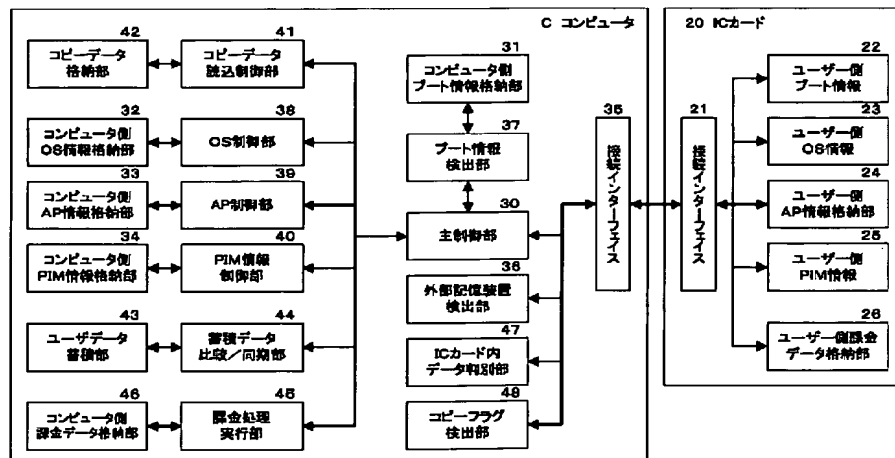 C コンピュータ
20 ICカード
42
コピーデータ
格納部
41
コピーデータ
読込制御部
31
コンピュータ側
ブート情報格納部
22
ユーザー側
ブート情報
32
コンピュータ側
OS情報格納部
38
OS制御部
37
ブート情報
検出部
35
接続インターフェイス
21
接続インターフェイス
23
ユーザー側
OS情報
33
コンピュータ側
AP情報格納部
39
AP制御部
30
主制御部
24
ユーザー側
AP情報格納部
34
コンピュータ側
PIM情報格納部
40
PIM情報
制御部
36
外部記憶装置
検出部
25
ユーザー側
PIM情報
43
ユーザデータ
蓄積部
44
蓄積データ
比較/同期部
47
ICカード内
データ判別部
26
ユーザー側課金
データ格納部
46
コンピュータ側
課金データ格納部
45
課金処理
実行部
48
コピーフラグ
検出部